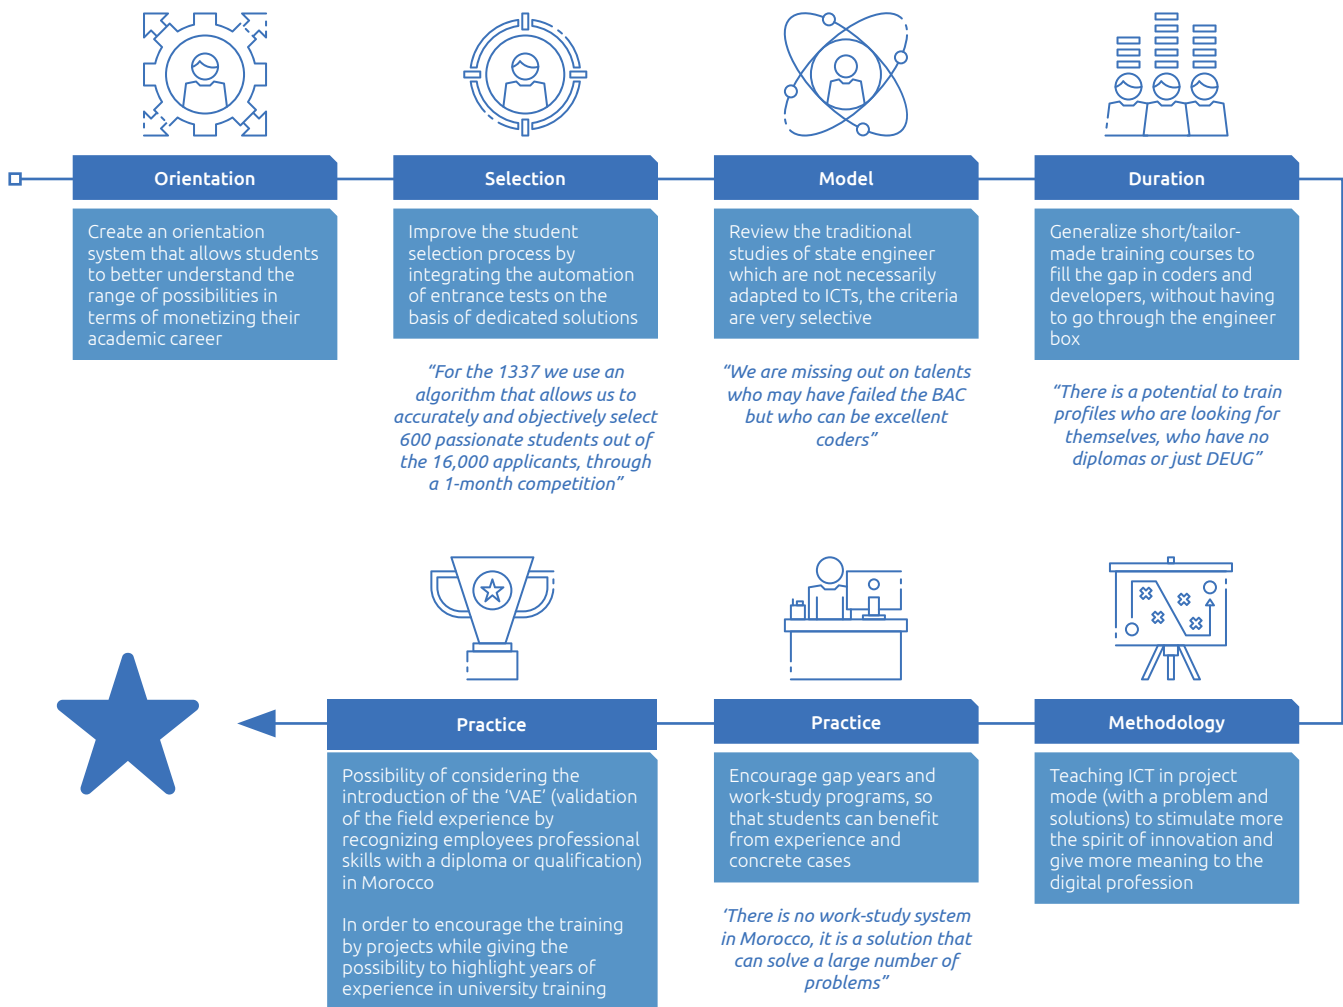 Orientation
Create an orientation
system that allows students
to better understand the
range of possibilities in
terms of monetizing their
academic career
Selection
Improve the student
selection process by
integrating the automation
of entrance tests on the
basis of dedicated solutions
“For the 1337 we use an
algorithm that allows us to
accurately and objectively select
600 passionate students out of
the 16,000 applicants, through
a 1-month competition”
Model
Review the traditional
studies of state engineer
which are not necessarily
adapted to ICTs, the criteria
are very selective
“We are missing out on talents
who may have failed the BAC
but who can be excellent
coders”
Duration
Generalize short/tailor-
made training courses to
fill the gap in coders and
developers, without having
to go through the engineer
box
“There is a potential to train
profiles who are looking for
themselves, who have no
diplomas or just DEUG”
Methodology
Teaching ICT in project
mode (with a problem and
solutions) to stimulate more
the spirit of innovation and
give more meaning to the
digital profession
Practice
Encourage gap years and
work-study programs, so
that students can benefit
from experience and
concrete cases
‘There is no work-study system
in Morocco, it is a solution that
can solve a large number of
problems”
Practice
Possibility of considering the
introduction of the ‘VAE’ (validation
of the field experience by
recognizing employees professional
skills with a diploma or qualification)
in Morocco
In order to encourage the training
by projects while giving the
possibility to highlight years of
experience in university training